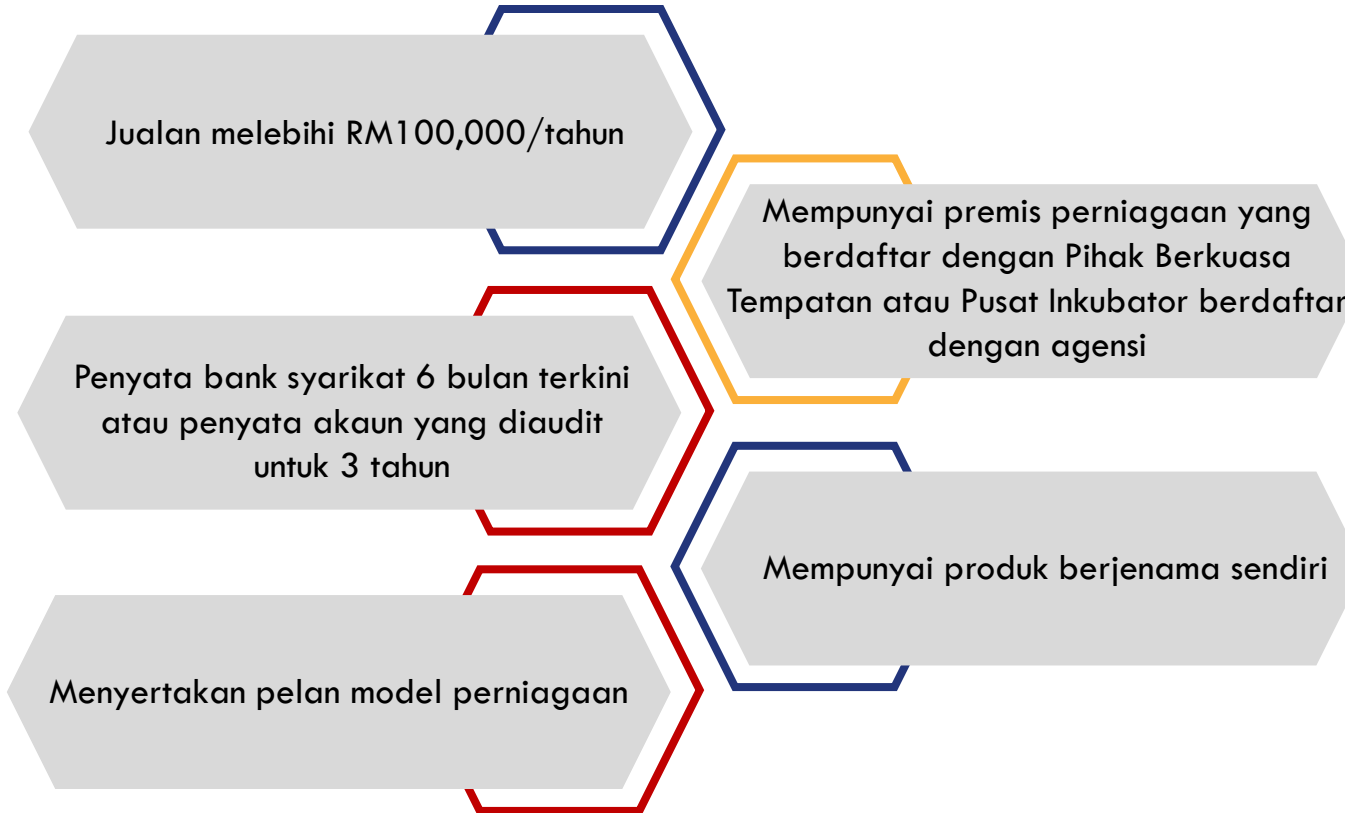 Jualan melebihi RM100,000/tahun
Mempunyai premis perniagaan yang
berdaftar dengan Pihak Berkuasa
Tempatan atau Pusat Inkubator berdaftar
dengan agensi
Penyata bank syarikat 6 bulan terkini
atau penyata akaun yang diaudit
untuk 3 tahun
Mempunyai produk berjenama sendiri
Menyertakan pelan model perniagaan